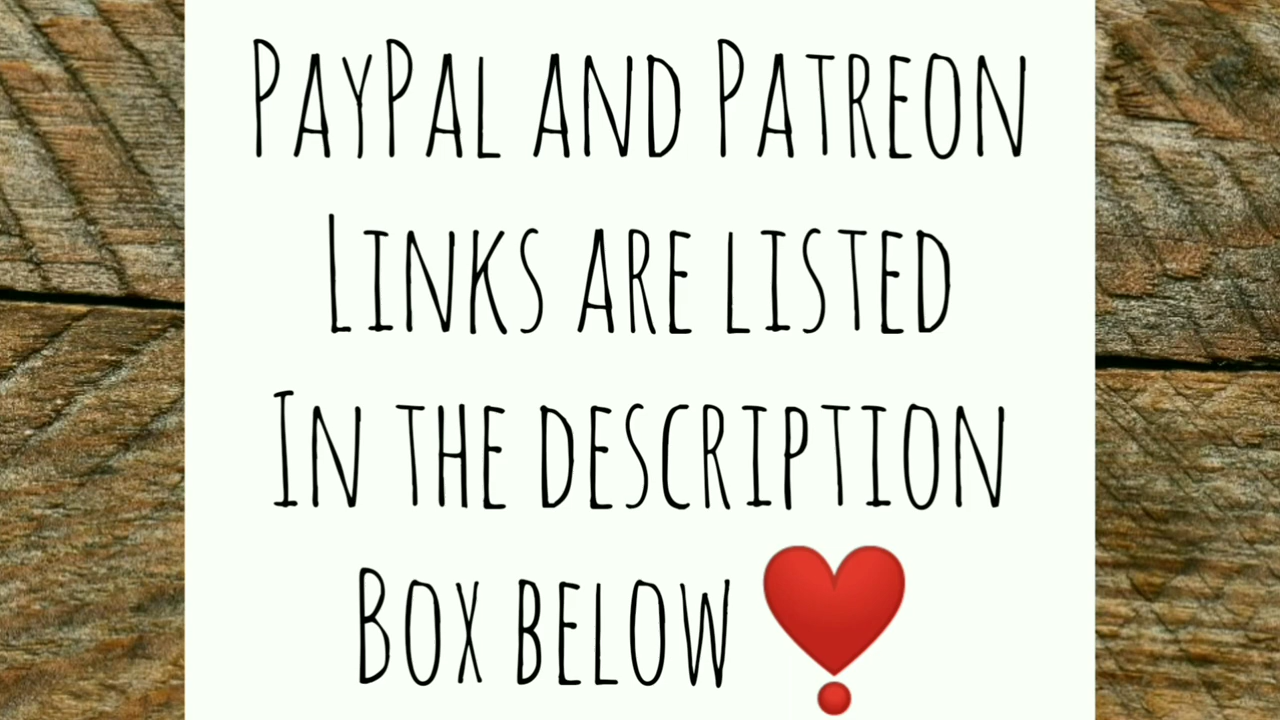 PayPal and Patreon
Links are listed
In the description
Box below ❣️